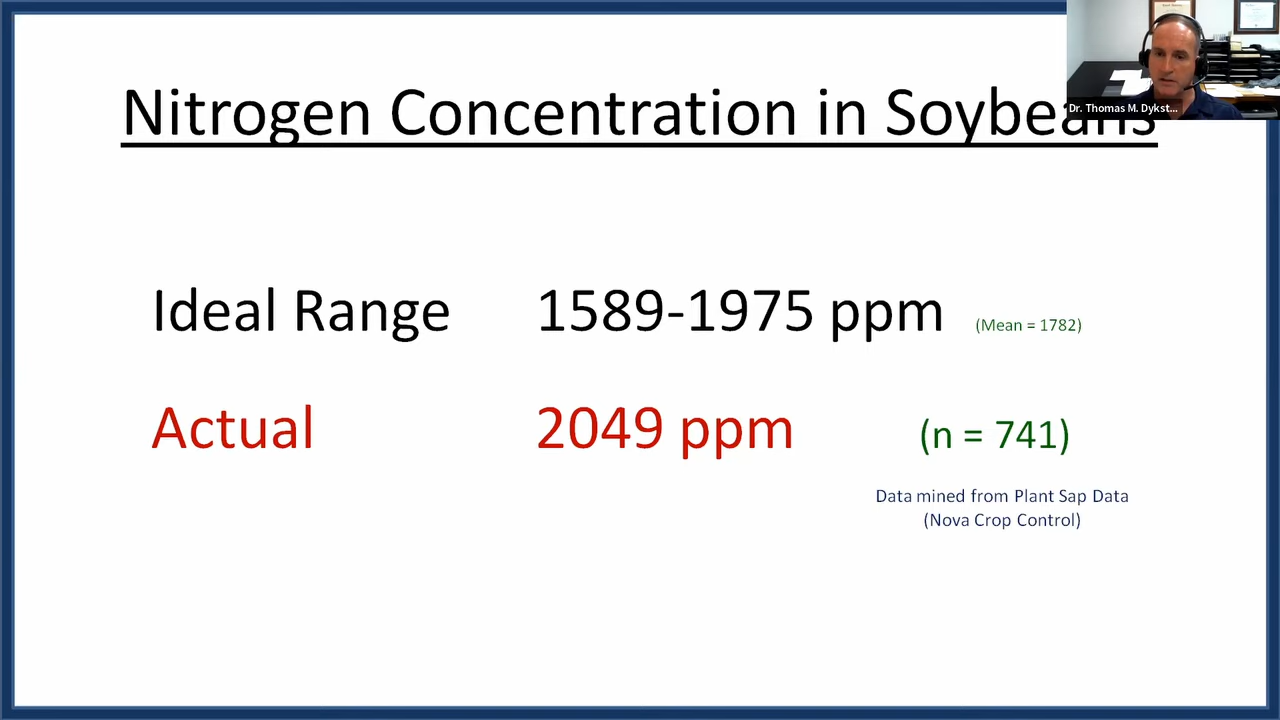 Nitrogen Concentration in Soybeans
Dr. Thomas M. Dykst...
Ideal Range 1589-1975 ppm (Mean = 1782)
Actual 2049 ppm (n = 741)
Data mined from Plant Sap Data
(Nova Crop Control)